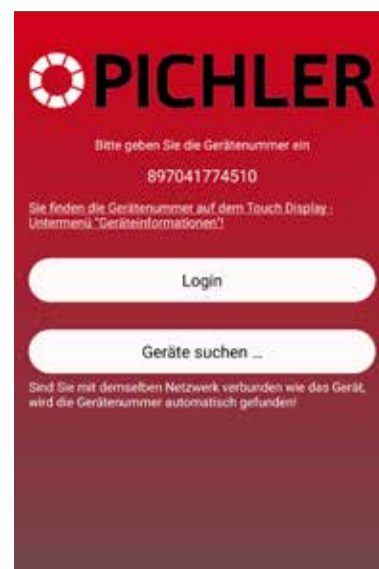 PICHLER
Bitte geben Sie die Gerätenummer ein
897041774510
Sie finden die Gerätenummer auf dem Touch Display -
Untermenü "Geräteinformationen"!
Login
Geräte suchen ...
Sind Sie mit demselben Netzwerk verbunden wie das Gerät,
wird die Gerätenummer automatisch gefunden!